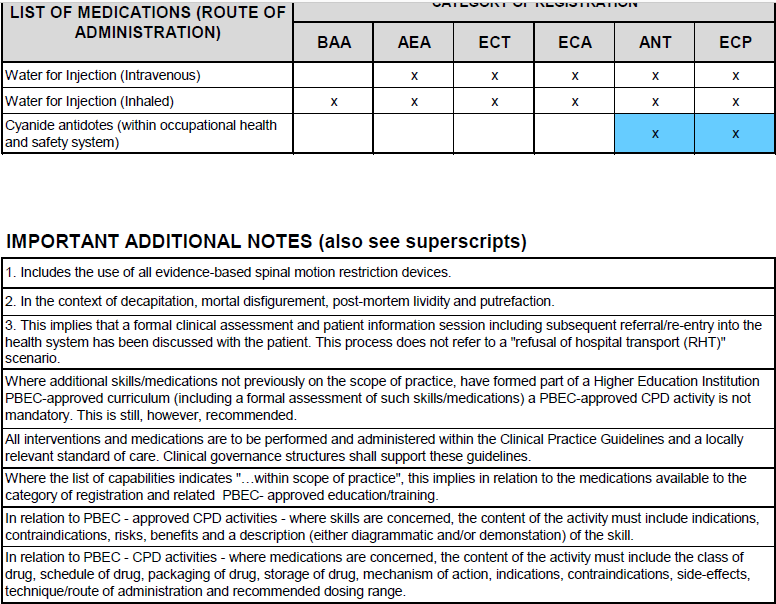 CATEGORY OF REGISTRATION
LIST OF MEDICATIONS (ROUTE OF
ADMINISTRATION)
BAA AEA ECT ECA ANT ECP
Water for Injection (Intravenous) x x x x x
Water for Injection (Inhaled) x x x x x x
Cyanide antidotes (within occupational health
and safety system) x x
IMPORTANT ADDITIONAL NOTES (also see superscripts)
1. Includes the use of all evidence-based spinal motion restriction devices.
2. In the context of decapitation, mortal disfigurement, post-mortem lividity and putrefaction.
3. This implies that a formal clinical assessment and patient information session including subsequent referral/re-entry into the
health system has been discussed with the patient. This process does not refer to a "refusal of hospital transport (RHT)"
scenario.
Where additional skills/medications not previously on the scope of practice, have formed part of a Higher Education Institution
PBEC-approved curriculum (including a formal assessment of such skills/medications) a PBEC-approved CPD activity is not
mandatory. This is still, however, recommended.
All interventions and medications are to be performed and administered within the Clinical Practice Guidelines and a locally
relevant standard of care. Clinical governance structures shall support these guidelines.
Where the list of capabilities indicates "…within scope of practice", this implies in relation to the medications available to the
category of registration and related PBEC- approved education/training.
In relation to PBEC - approved CPD activities - where skills are concerned, the content of the activity must include indications,
contraindications, risks, benefits and a description (either diagrammatic and/or demonstation) of the skill.
In relation to PBEC - CPD activities - where medications are concerned, the content of the activity must include the class of
drug, schedule of drug, packaging of drug, storage of drug, mechanism of action, indications, contraindications, side-effects,
technique/route of administration and recommended dosing range.